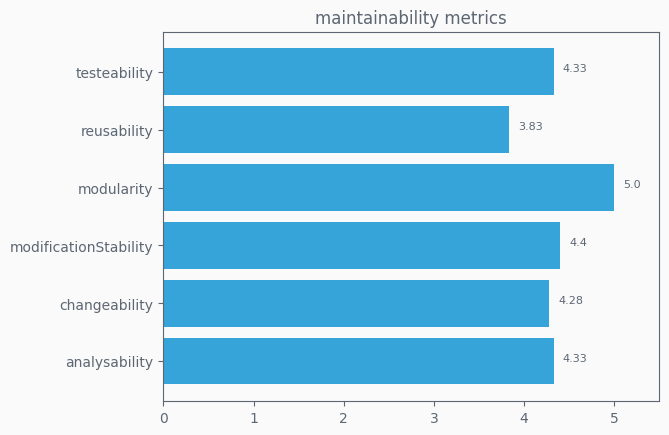 maintainability metrics
testeability
4.33
reusability
3.83
modularity
5.0
modificationStability
4.4
changeability
4.28
analysability
4.33
0 1 2 3 4 5